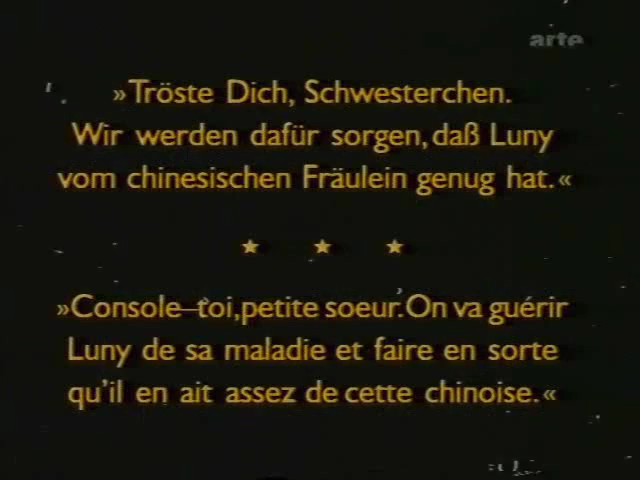 arte
»Tröste Dich, Schwesterchen.
Wir werden dafür sorgen, daß Luny
vom chinesischen Fräulein genug hat.«
★ ★ ★
»Console–toi, petite soeur. On va guérir
Luny de sa maladie et faire en sorte
qu'il en ait assez de cette chinoise.«